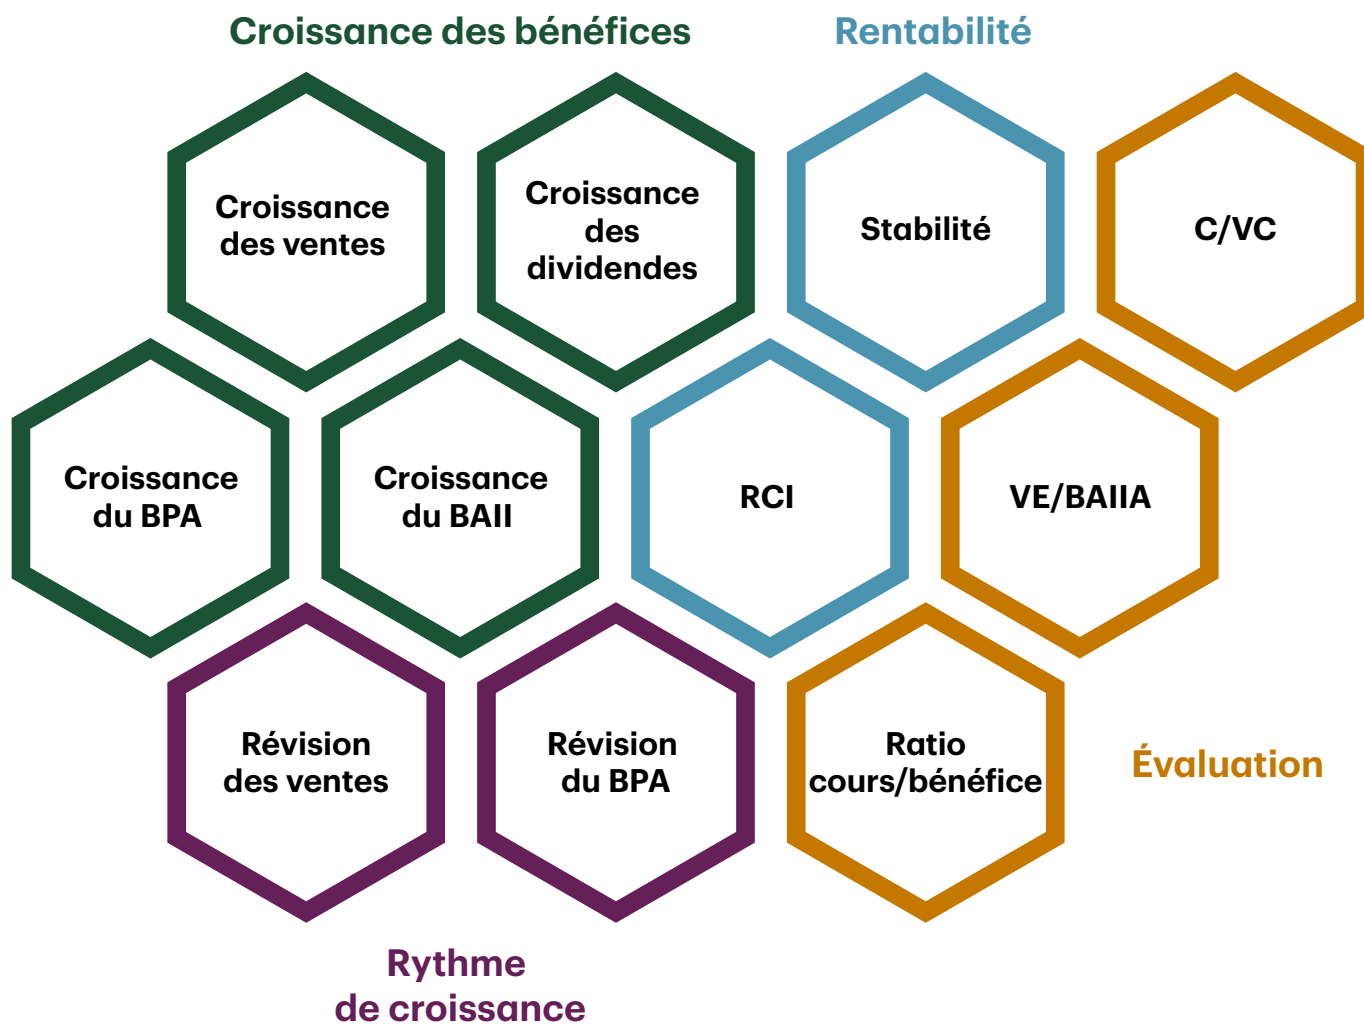 Croissance des bénéfices
Rentabilité
Croissance
des ventes
Croissance
des
dividendes
Stabilité
C/VC
Croissance
du BPA
Croissance
du BAII
RCI
VE/BAIIA
Révision
des ventes
Révision
du BPA
Ratio
cours/bénéfice
Évaluation
Rythme
de croissance